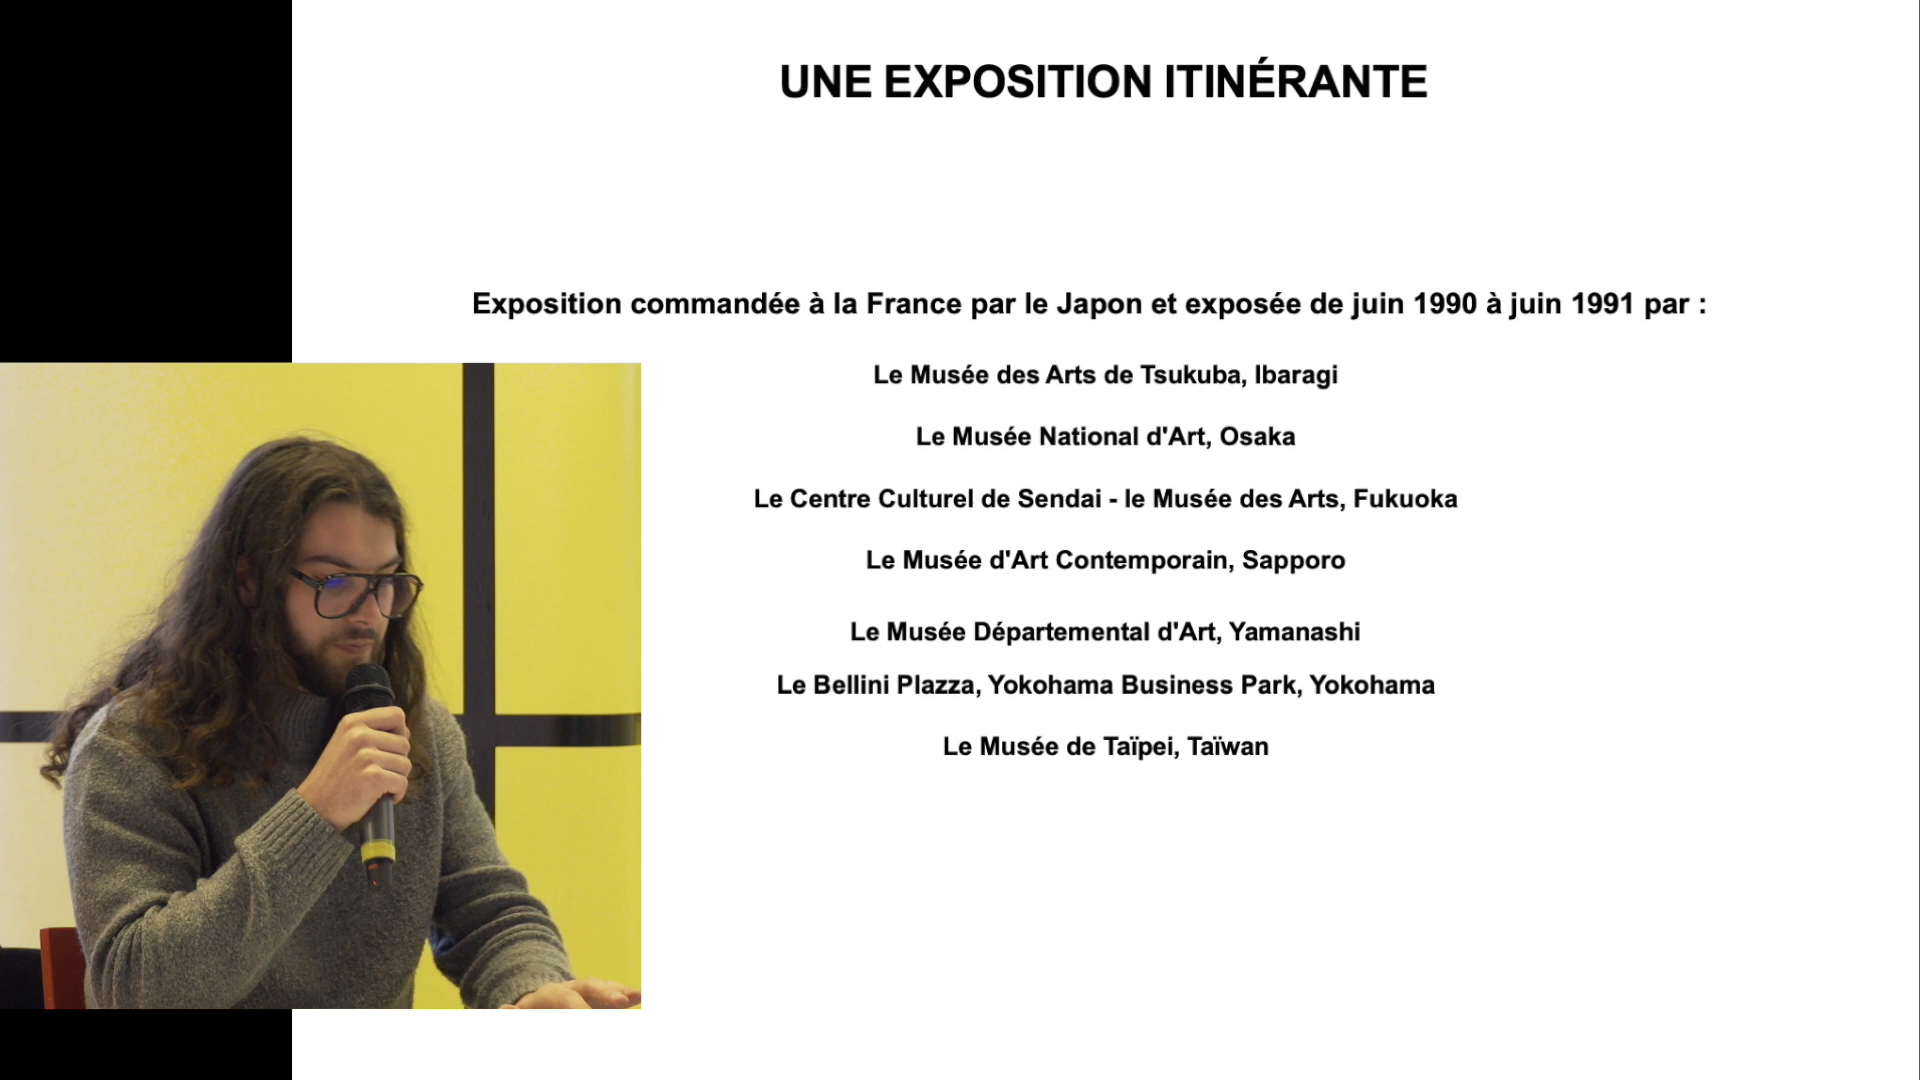 UNE EXPOSITION ITINÉRANTE
Exposition commandée à la France par le Japon et exposée de juin 1990 à juin 1991 par :
Le Musée des Arts de Tsukuba, Ibaragi
Le Musée National d'Art, Osaka
Le Centre Culturel de Sendai - le Musée des Arts, Fukuoka
Le Musée d'Art Contemporain, Sapporo
Le Musée Départemental d'Art, Yamanashi
Le Bellini Plazza, Yokohama Business Park, Yokohama
Le Musée de Taïpei, Taïwan